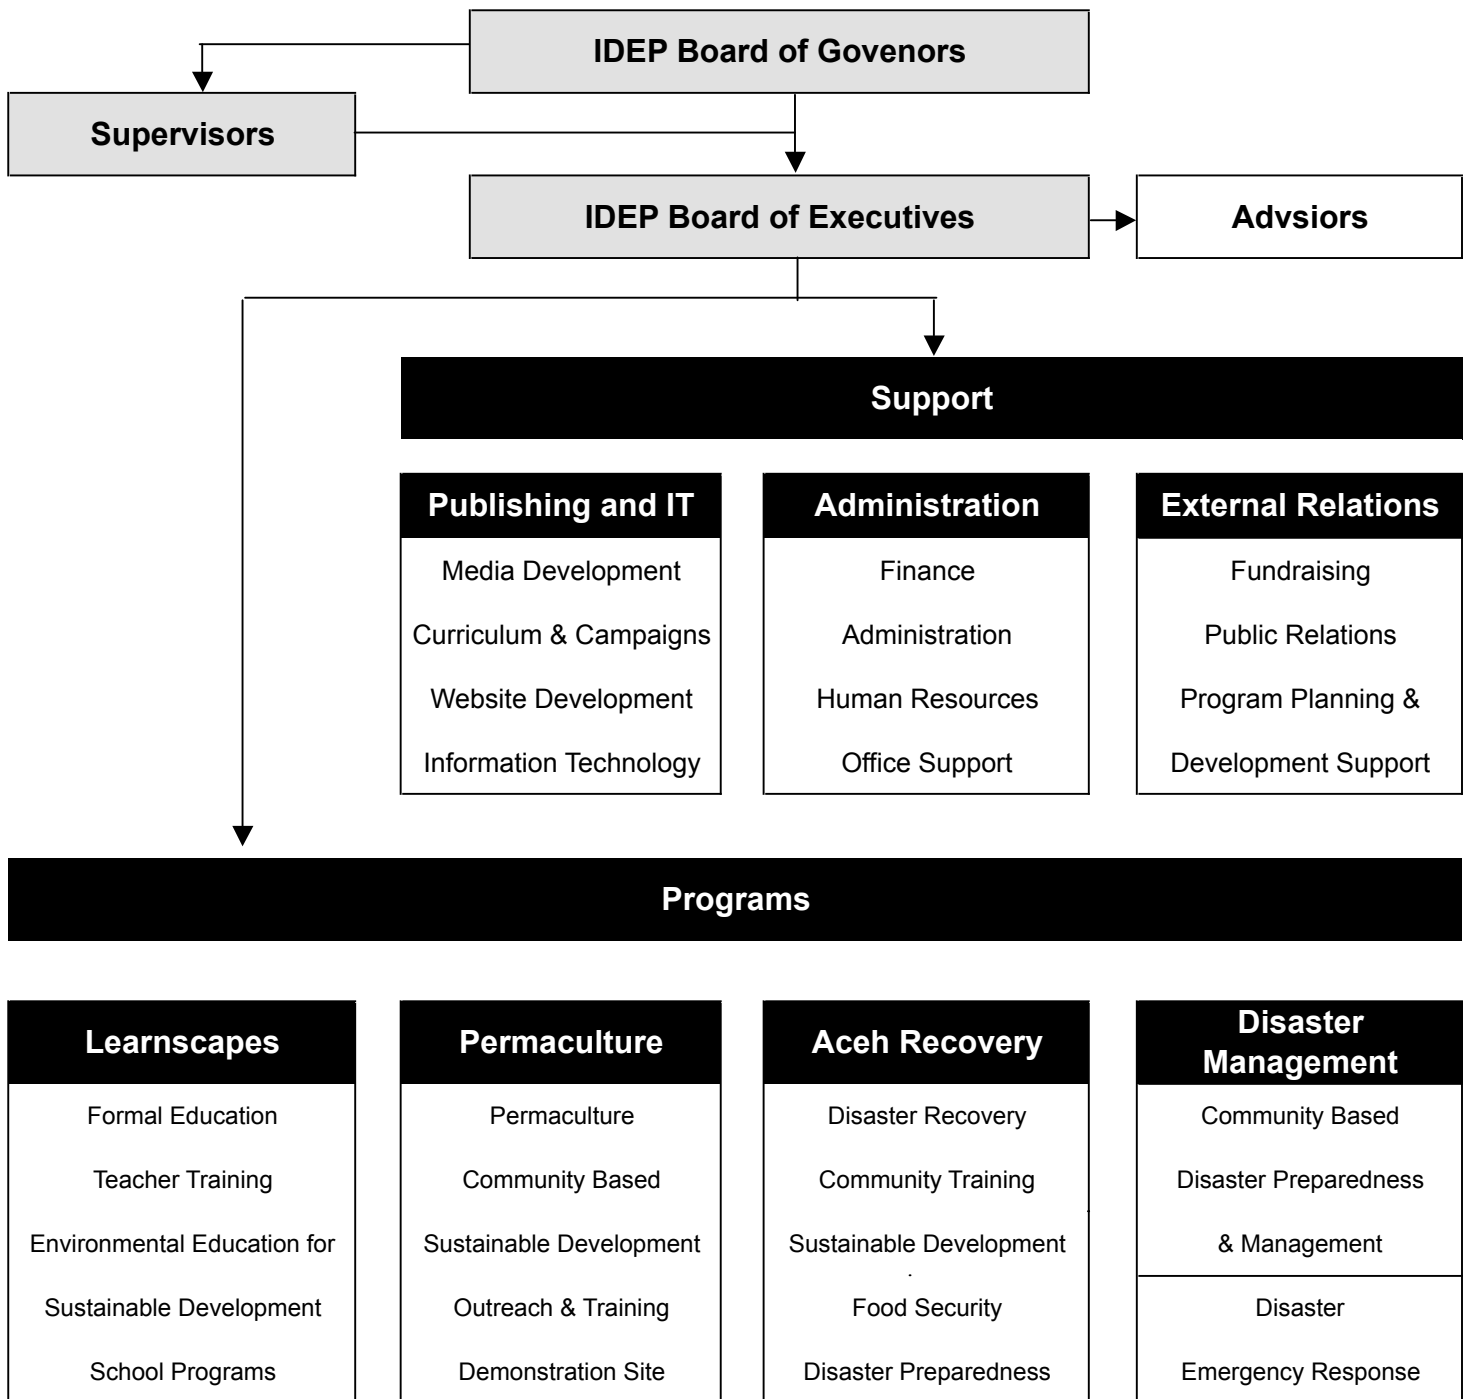 IDEP Board of Govenors
Supervisors
IDEP Board of Executives
Advsiors
Support
Publishing and IT
Media Development
Curriculum & Campaigns
Website Development
Information Technology
Administration
Finance
Administration
Human Resources
Office Support
External Relations
Fundraising
Public Relations
Program Planning &
Development Support
Programs
Learnscapes
Formal Education
Teacher Training
Environmental Education for
Sustainable Development
School Programs
Permaculture
Permaculture
Community Based
Sustainable Development
Outreach & Training
Demonstration Site
Aceh Recovery
Disaster Recovery
Community Training
Sustainable Development
Food Security
Disaster Preparedness
Disaster
Management
Community Based
Disaster Preparedness
& Management
Disaster
Emergency Response